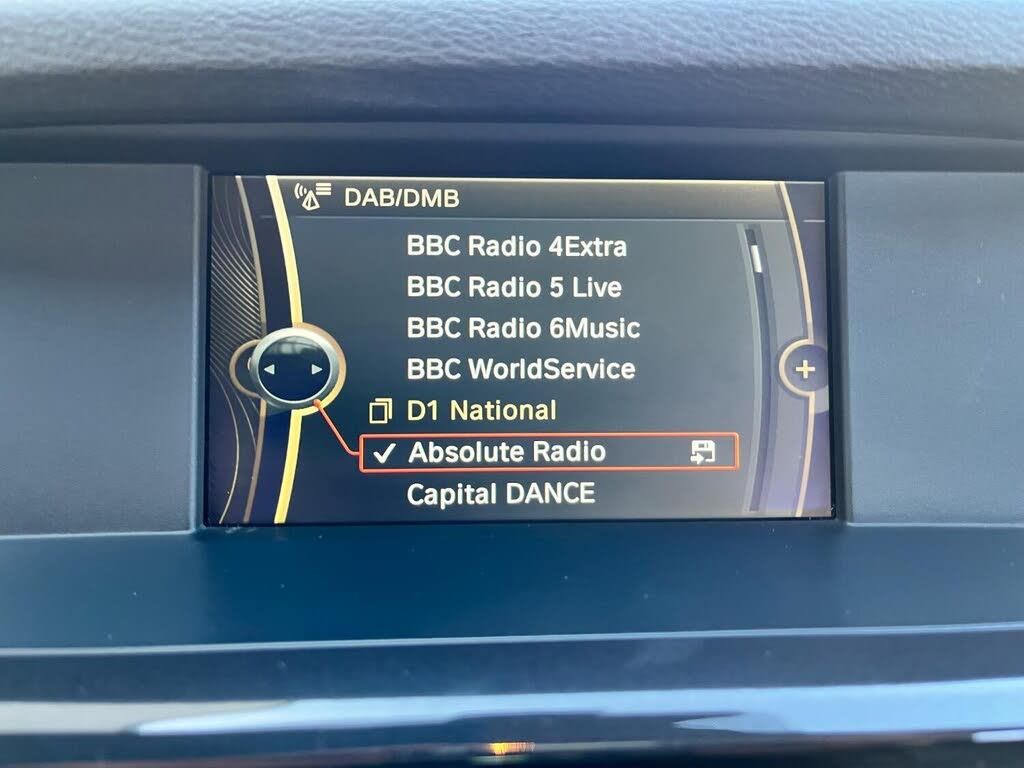 DAB/DMB
BBC Radio 4Extra
BBC Radio 5 Live
BBC Radio 6Music
BBC WorldService
D1 National
Absolute Radio
Capital DANCE